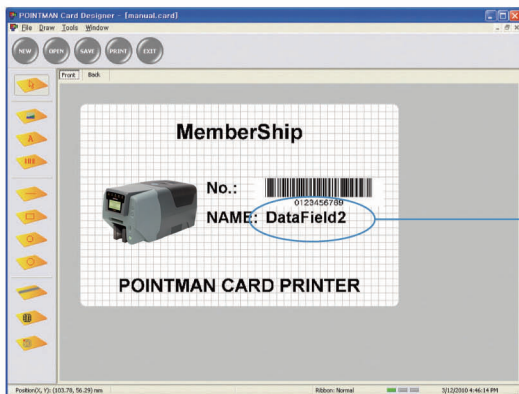 POINTMAN Card Designer - [manual.card]
File Draw Tools Window
NEW OPEN SAVE PRINT EXIT
Front Back
A
MemberShip
No.:
0123456789
NAME: DataField2
POINTMAN CARD PRINTER
Position(X, Y): (103.78, 56.29) mm Ribbon: Normal 3/12/2010 4:46:14 PM